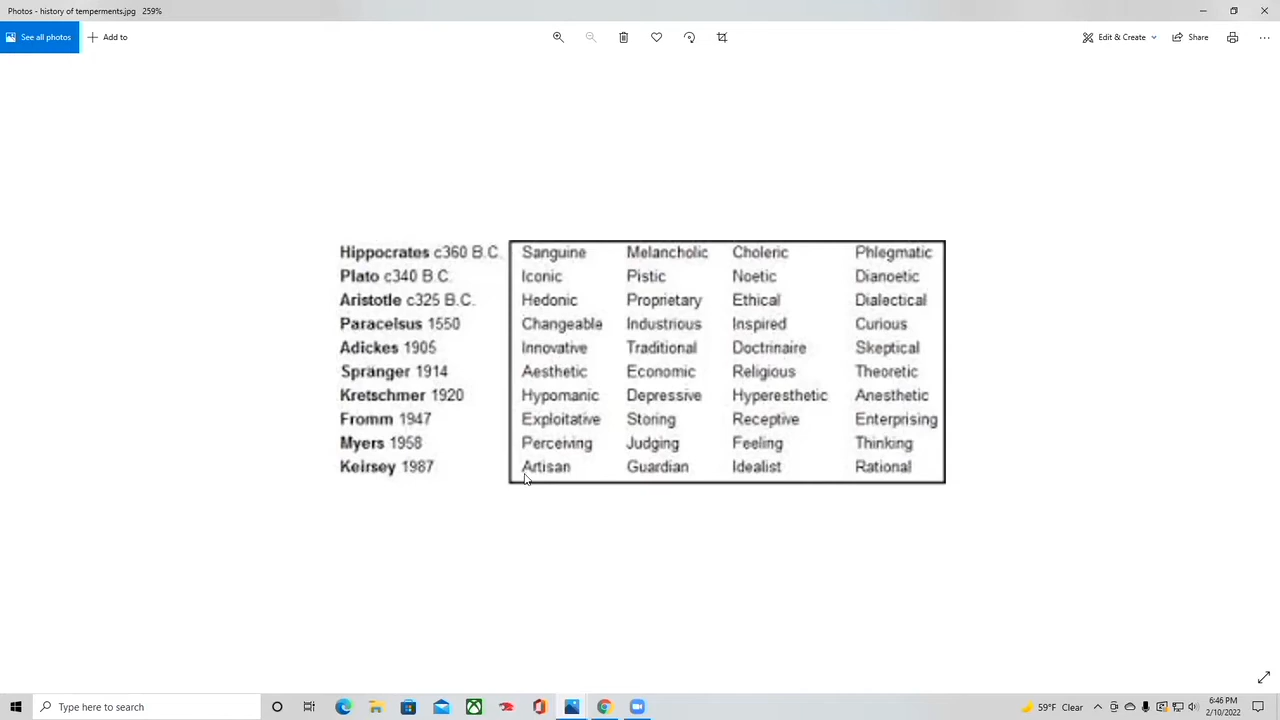 Photos - history of temperments.jpg 259%
See all photos Add to Edit & Create Share
Hippocrates c360 B.C. Sanguine Melancholic Choleric Phlegmatic
Plato c340 B.C. Iconic Pistic Noetic Dianoetic
Aristotle c325 B.C. Hedonic Proprietary Ethical Dialectical
Paracelsus 1550 Changeable Industrious Inspired Curious
Adickes 1905 Innovative Traditional Doctrinaire Skeptical
Spränger 1914 Aesthetic Economic Religious Theoretic
Kretschmer 1920 Hypomanic Depressive Hyperesthetic Anesthetic
Fromm 1947 Exploitative Storing Receptive Enterprising
Myers 1958 Perceiving Judging Feeling Thinking
Keirsey 1987 Artisan Guardian Idealist Rational
Type here to search 59°F Clear 6:46 PM
2/10/2022